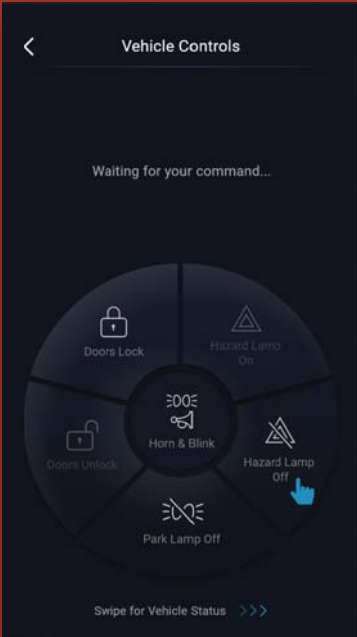 Vehicle Controls
Waiting for your command...
Doors Lock
Hazard Lamp
On
Horn & Blink
Doors Unlock
Hazard Lamp
Off
Park Lamp Off
Swipe for Vehicle Status >>>